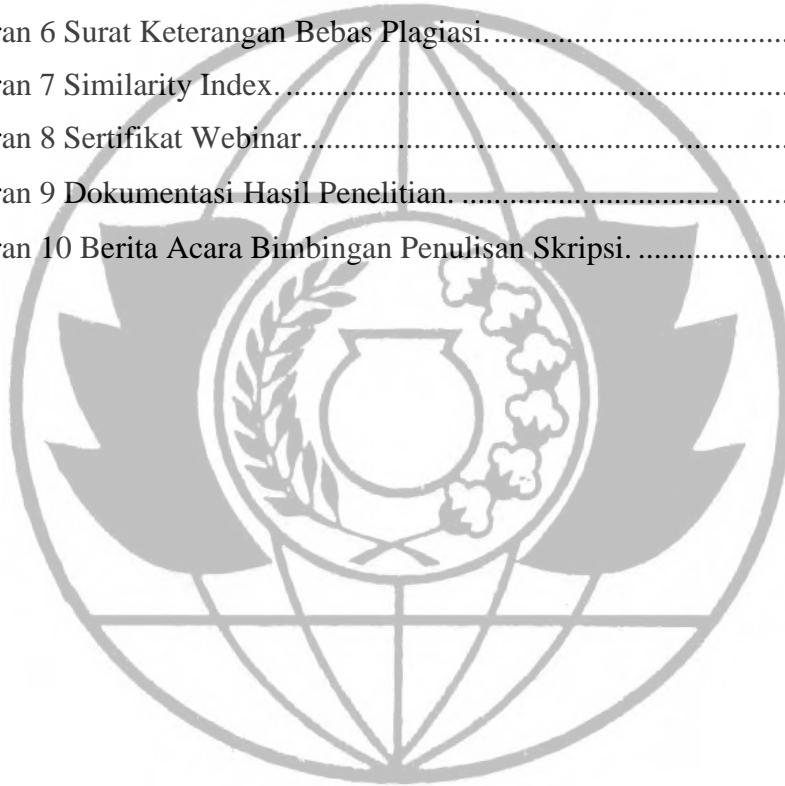 ran 6 Surat Keterangan Bebas Plagiasi. ..................................................
ran 7 Similarity Index. ..........................................................................
ran 8 Sertifikat Webinar........................................................................
ran 9 Dokumentasi Hasil Penelitian. ......................................................
ran 10 Berita Acara Bimbingan Penulisan Skripsi. ......................